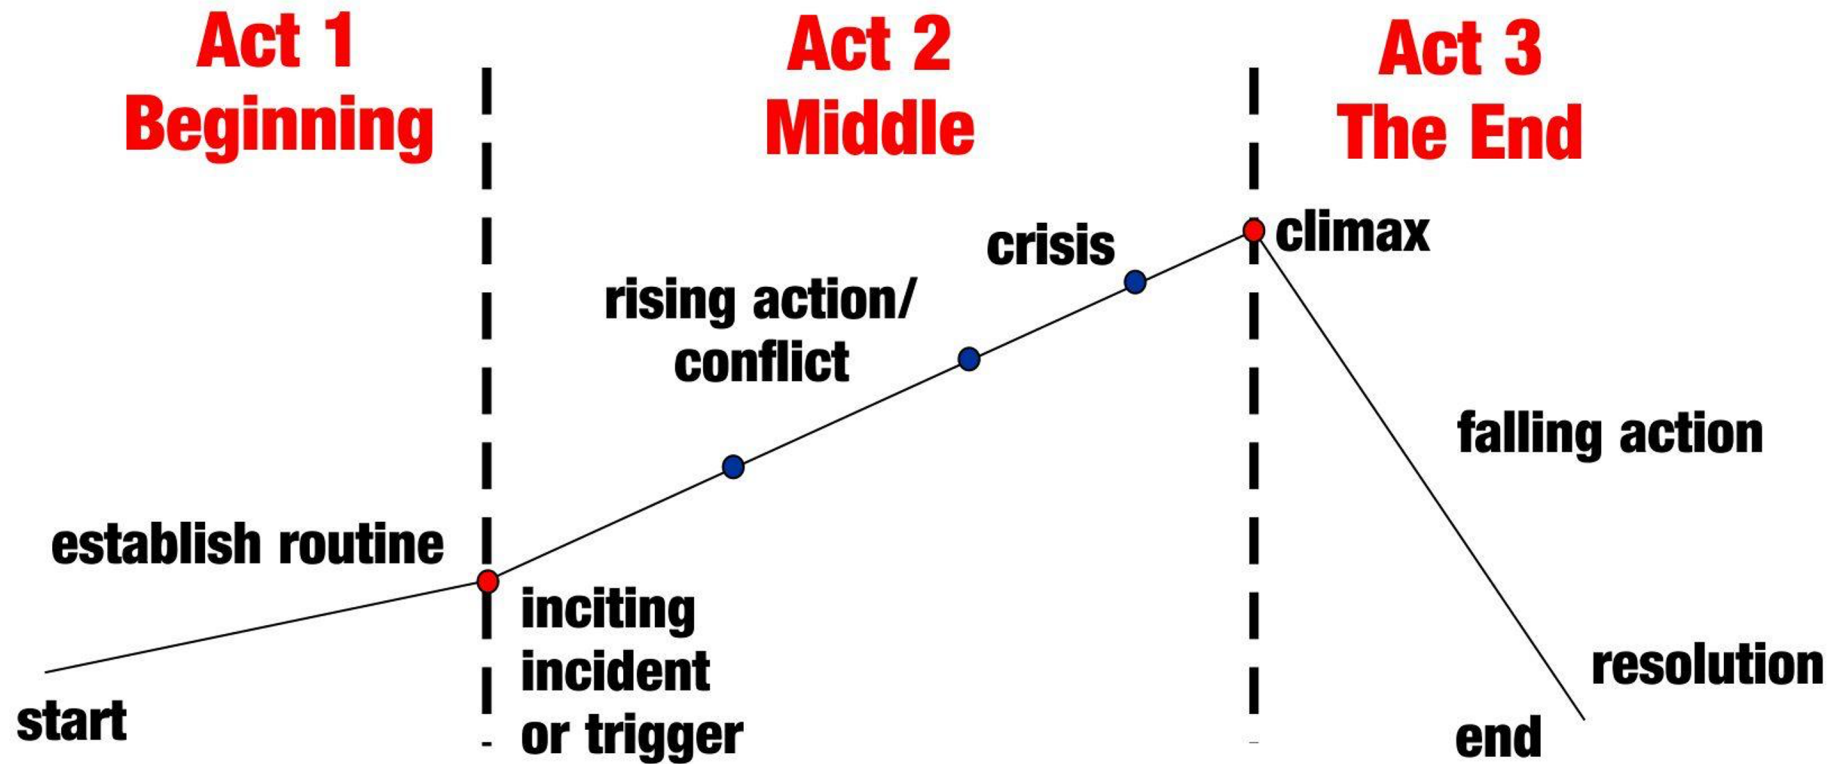 Act 1
Beginning
Act 2
Middle
Act 3
The End
establish routine
start
inciting
incident
or trigger
rising action/
conflict
crisis
climax
falling action
resolution
end